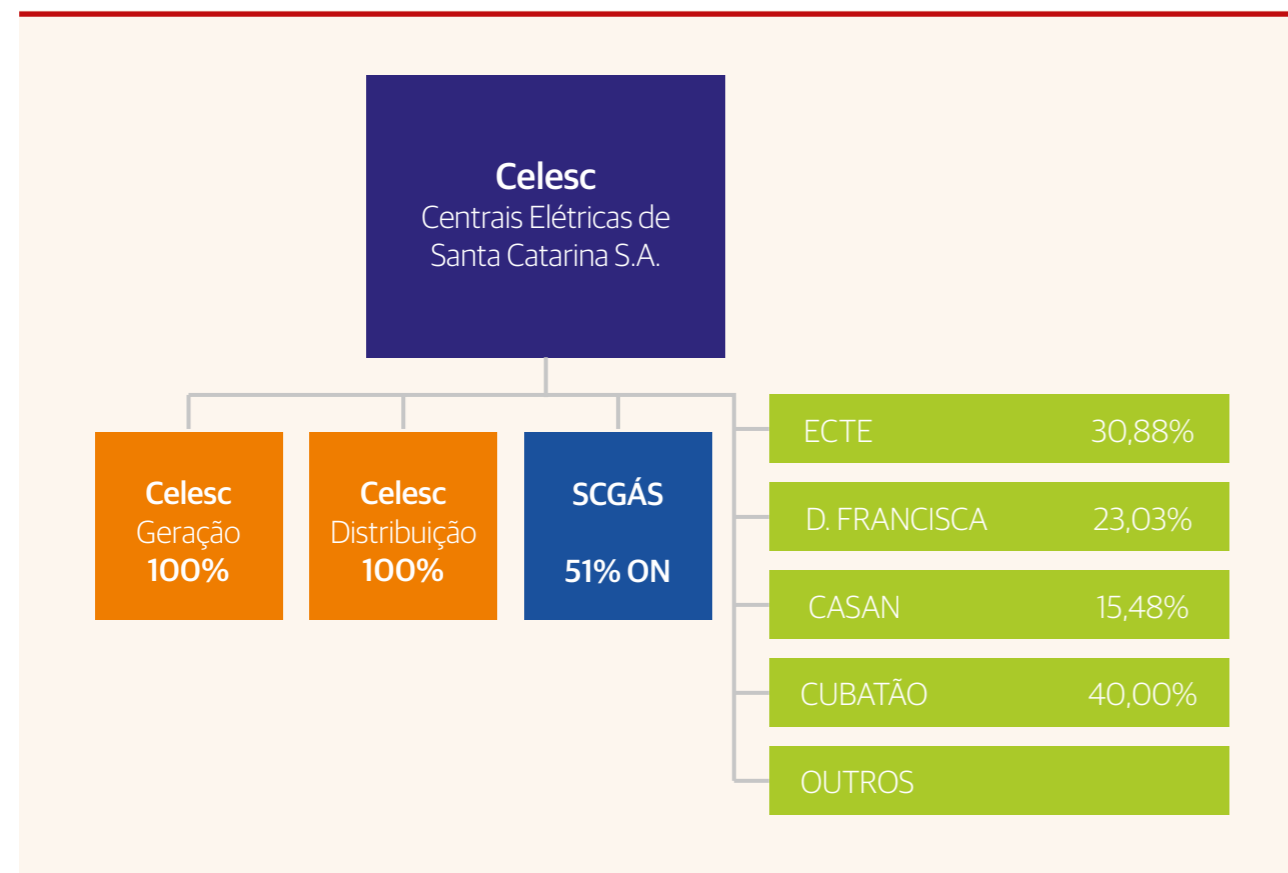 Celesc
Centrais Elétricas de
Santa Catarina S.A.
Celesc
Geração
100%
Celesc
Distribuição
100%
SCGÁS
51% ON
ECTE 30,88%
D. FRANCISCA 23,03%
CASAN 15,48%
CUBATÃO 40,00%
OUTROS